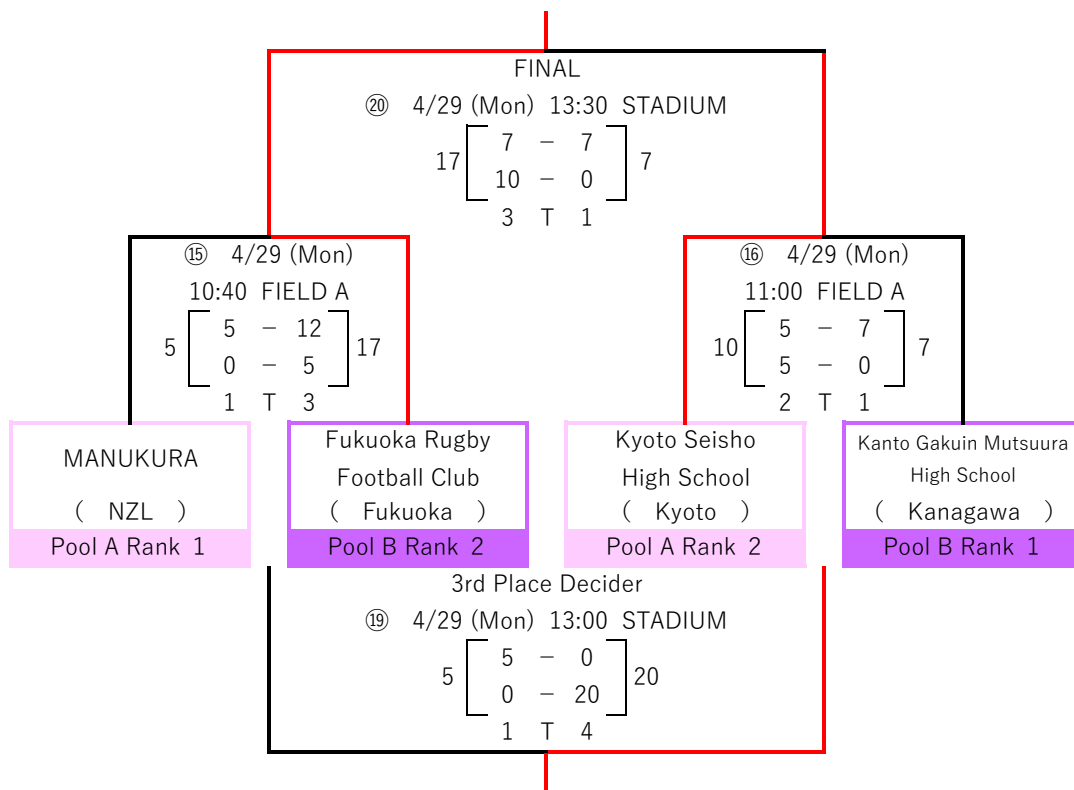 FINAL
⑳ 4/29 (Mon) 13:30 STADIUM
7 － 7
17 7
10 － 0
3 T 1
⑮ 4/29 (Mon)
10:40 FIELD A
5 － 12
5 17
0 － 5
1 T 3
⑯ 4/29 (Mon)
11:00 FIELD A
5 － 7
10 7
5 － 0
2 T 1
MANUKURA
( NZL )
Pool A Rank 1
Fukuoka Rugby
Football Club
( Fukuoka )
Pool B Rank 2
Kyoto Seisho
High School
( Kyoto )
Pool A Rank 2
Kanto Gakuin Mutsuura
High School
( Kanagawa )
Pool B Rank 1
3rd Place Decider
⑲ 4/29 (Mon) 13:00 STADIUM
5 － 0
5 20
0 － 20
1 T 4